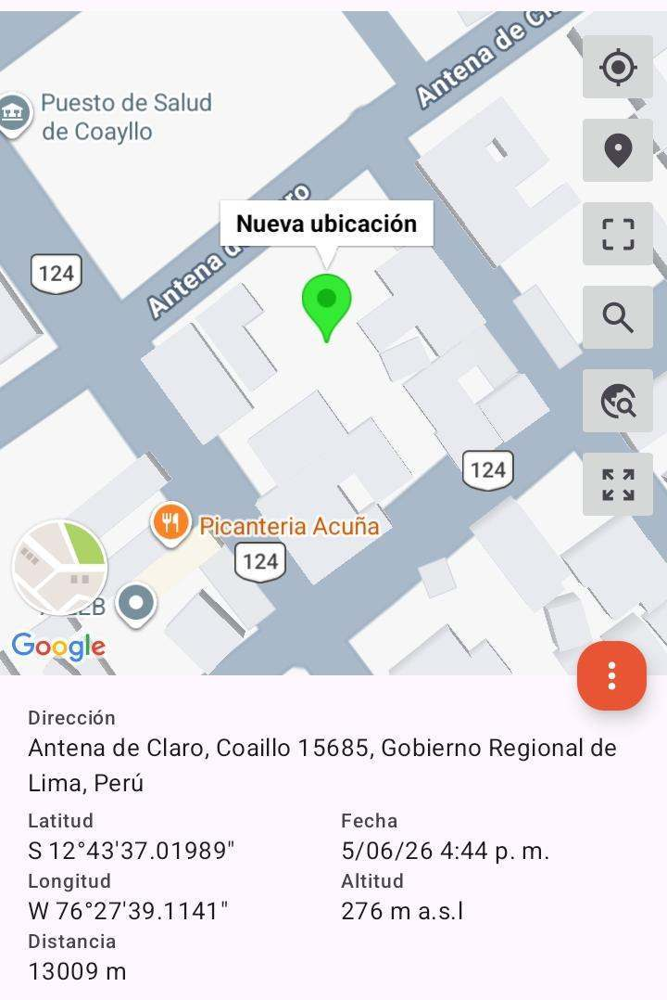 Antena de Cl
Puesto de Salud
de Coayllo
Nueva ubicación
Antena d ro
124
124
Picanteria Acuña
124
EB
Google
Dirección
Antena de Claro, Coaillo 15685, Gobierno Regional de
Lima, Perú
Latitud
S 12°43'37.01989"
Fecha
5/06/26 4:44 p. m.
Longitud
W 76°27'39.1141"
Altitud
276 m a.s.l
Distancia
13009 m